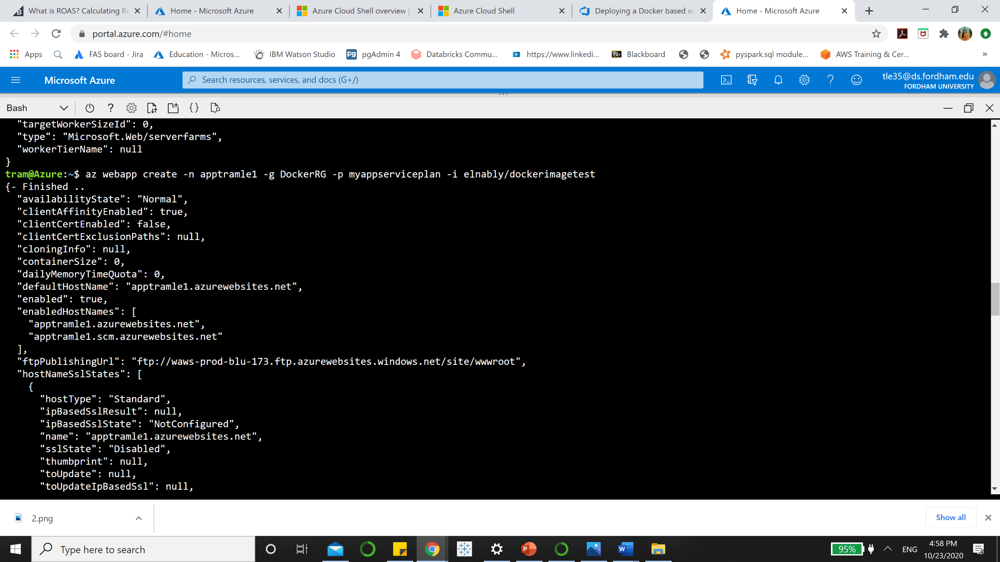 What is ROAS? Calculating Re
Home - Microsoft Azure
Azure Cloud Shell overview |
Azure Cloud Shell
Deploying a Docker based w
Home - Microsoft Azure
portal.azure.com/#home
Apps
FAS board - Jira
Education - Micros...
IBM Watson Studio
pg
pgAdmin 4
Databricks Commu...
https://www.linkedi...
Bb
Blackboard
pyspark.sql module...
AWS Training & Cer...
»
Microsoft Azure
Search resources, services, and docs (G+/)
tle35@ds.fordham.edu
FORDHAM UNIVERSITY
Bash
"targetWorkerSizeId": 0,
"type": "Microsoft.Web/serverfarms",
"workerTierName": null
}
tram@Azure:~$ az webapp create -n apptramle1 -g DockerRG -p myappserviceplan -i elnably/dockerimagetest
{- Finished ..
"availabilityState": "Normal",
"clientAffinityEnabled": true,
"clientCertEnabled": false,
"clientCertExclusionPaths": null,
"cloningInfo": null,
"containerSize": 0,
"dailyMemoryTimeQuota": 0,
"defaultHostName": "apptramle1.azurewebsites.net",
"enabled": true,
"enabledHostNames": [
"apptramle1.azurewebsites.net",
"apptramle1.scm.azurewebsites.net"
],
"ftpPublishingUrl": "ftp://waws-prod-blu-173.ftp.azurewebsites.windows.net/site/wwwroot",
"hostNameSslStates": [
{
"hostType": "Standard",
"ipBasedSslResult": null,
"ipBasedSslState": "NotConfigured",
"name": "apptramle1.azurewebsites.net",
"sslState": "Disabled",
"thumbprint": null,
"toUpdate": null,
"toUpdateIpBasedSsl": null,
2.png
Show all
Type here to search
95%
ENG
4:58 PM
10/23/2020